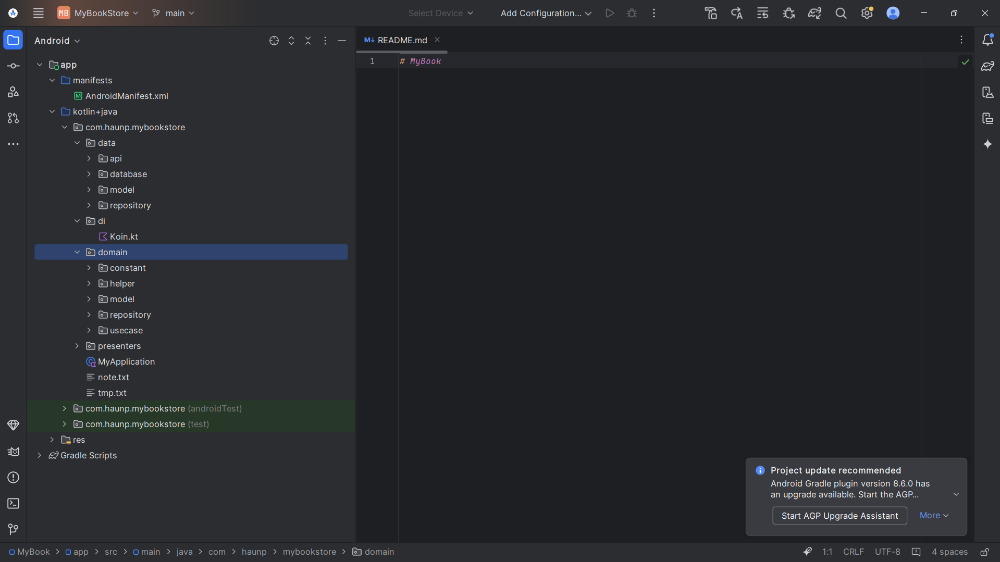 MB MyBookStore main Select Device Add Configuration...
Android
README.md
app
manifests
M AndroidManifest.xml
kotlin+java
com.haunp.mybookstore
data
api
database
model
repository
di
Koin.kt
domain
constant
helper
model
repository
usecase
presenters
MyApplication
note.txt
tmp.txt
com.haunp.mybookstore (androidTest)
com.haunp.mybookstore (test)
res
Gradle Scripts
1 # MyBook
Project update recommended
Android Gradle plugin version 8.6.0 has
an upgrade available. Start the AGP...
Start AGP Upgrade Assistant More
MyBook > app > src > main > java > com > haunp > mybookstore > domain 1:1 CRLF UTF-8 4 spaces